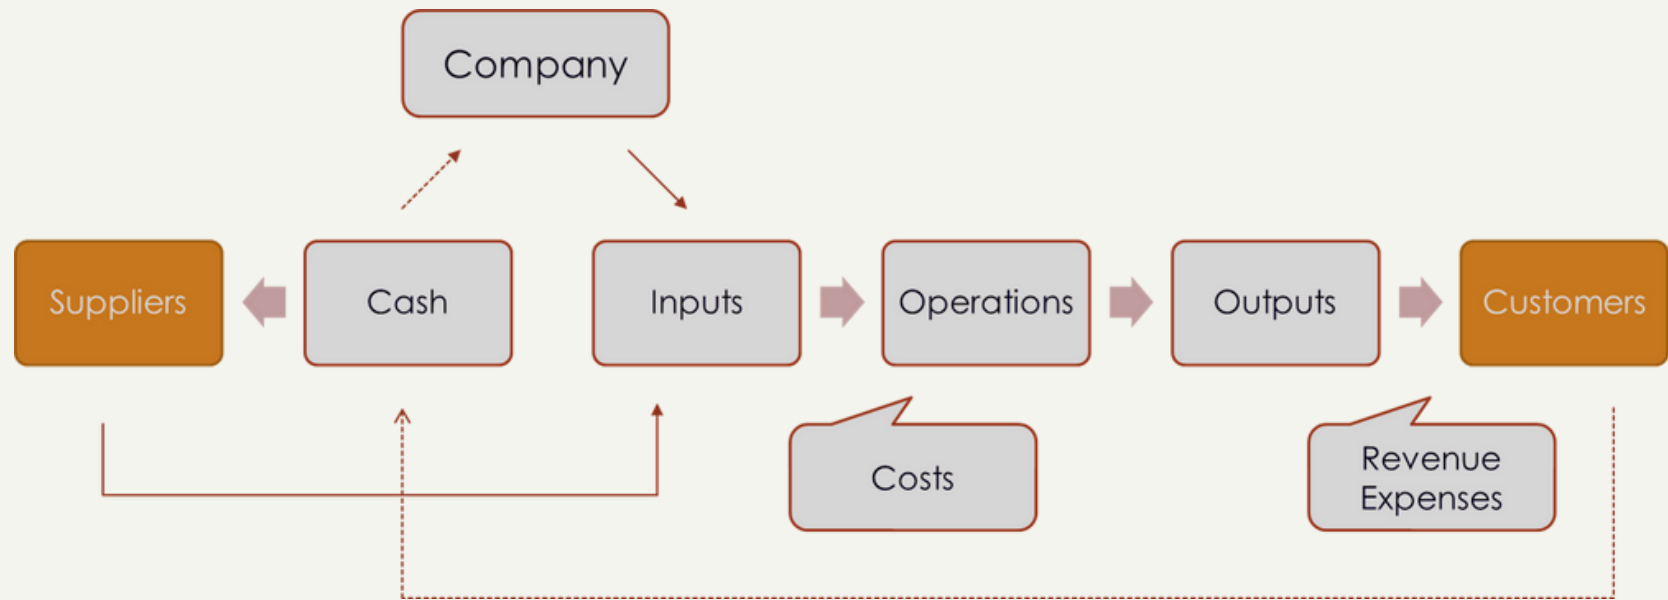 Company
Suppliers
Cash
Inputs
Operations
Outputs
Customers
Costs
Revenue
Expenses